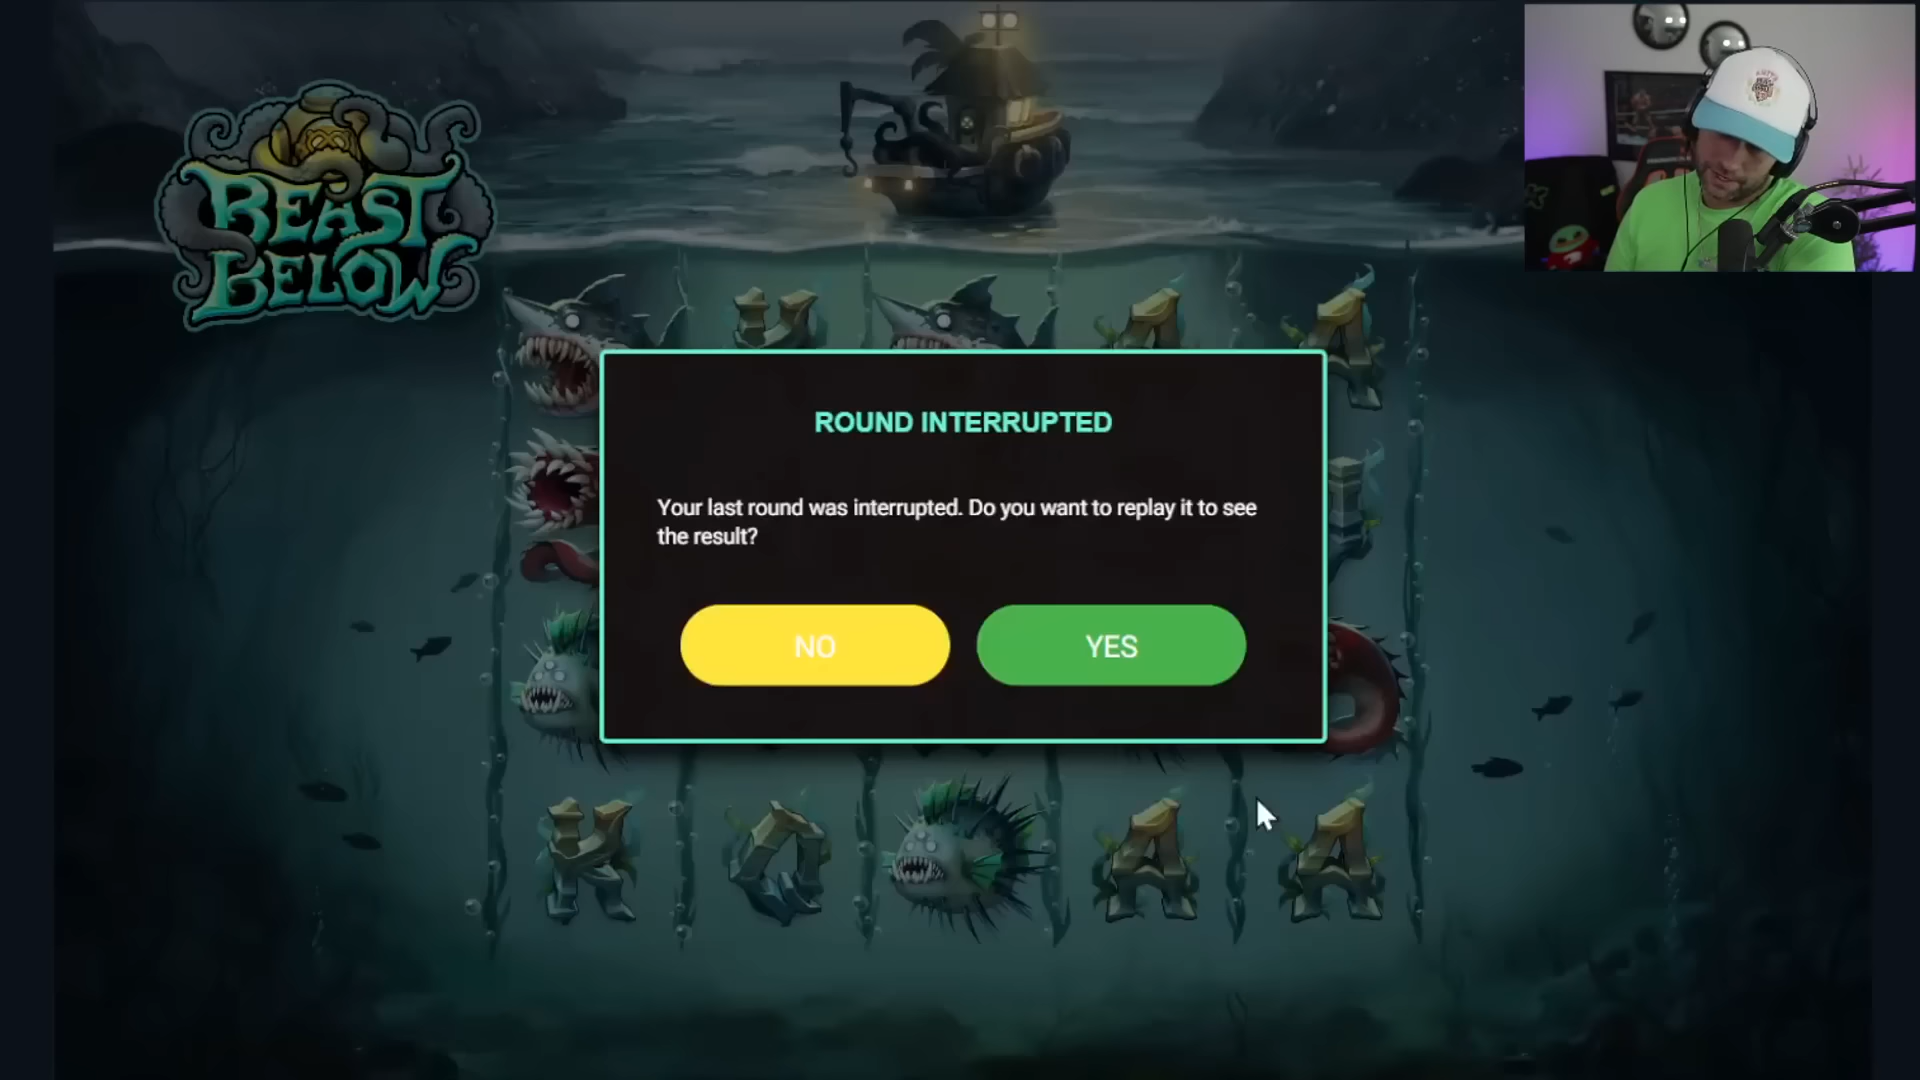 BEAST
BELOW
ROUND INTERRUPTED
Your last round was interrupted. Do you want to replay it to see
the result?
NO
YES